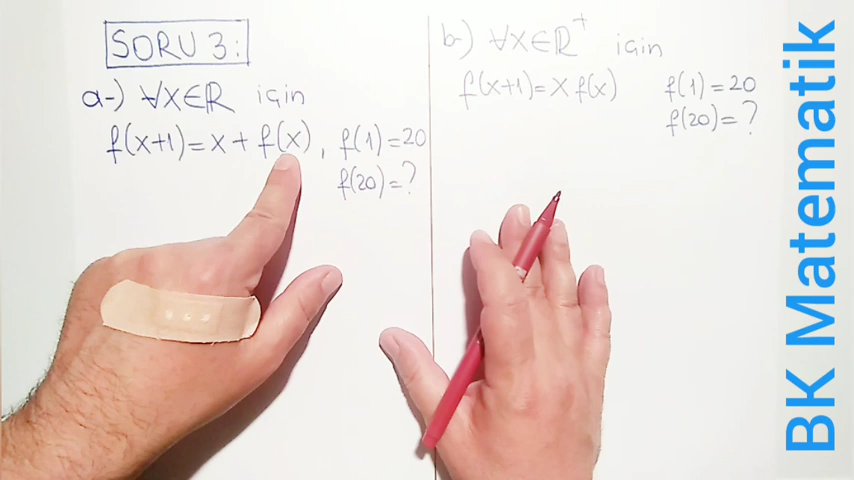 SORU 3:
a-) ∀x∈ℝ için
f(x+1)=x+f(x), f(1)=20
f(20)=?
b-) ∀x∈ℝ⁺ için
f(x+1)=x f(x) f(1)=20
f(20)=?
BK Matematik